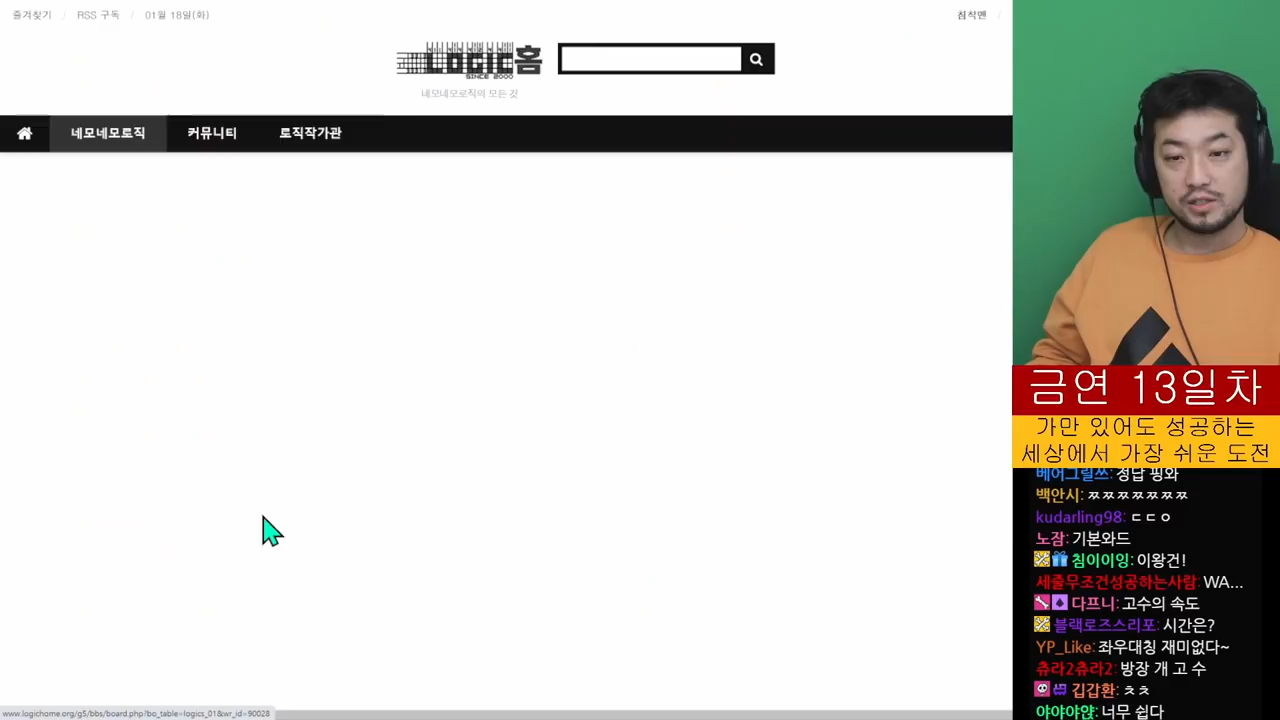 즐겨찾기 / RSS 구독 / 01월 18일(화)
침착맨 /
LOGIC홈
SINCE 2000
네모네모로직의 모든 것
네모네모로직 커뮤니티 로직작가관
금연 13일차
가만 있어도 성공하는
세상에서 가장 쉬운 도전
베어그릴쓰: 정답 핑와
백안시: ㅉㅉㅉㅉㅉㅉㅉ
kudarling98: ㄷㄷㅇ
노잠: 기본와드
침이이잉: 이왕건!
세줄무조건성공하는사람: WA...
다프니: 고수의 속도
블랙로즈스리포: 시간은?
YP_Like: 좌우대칭 재미없다~
츄라2츄라2: 방장 개 고 수
김갑환: ㅊㅊ
야야야얁: 너무 쉽다
www.logichome.org/g5/bbs/board.php?bo_table=logics_01&wr_id=90028